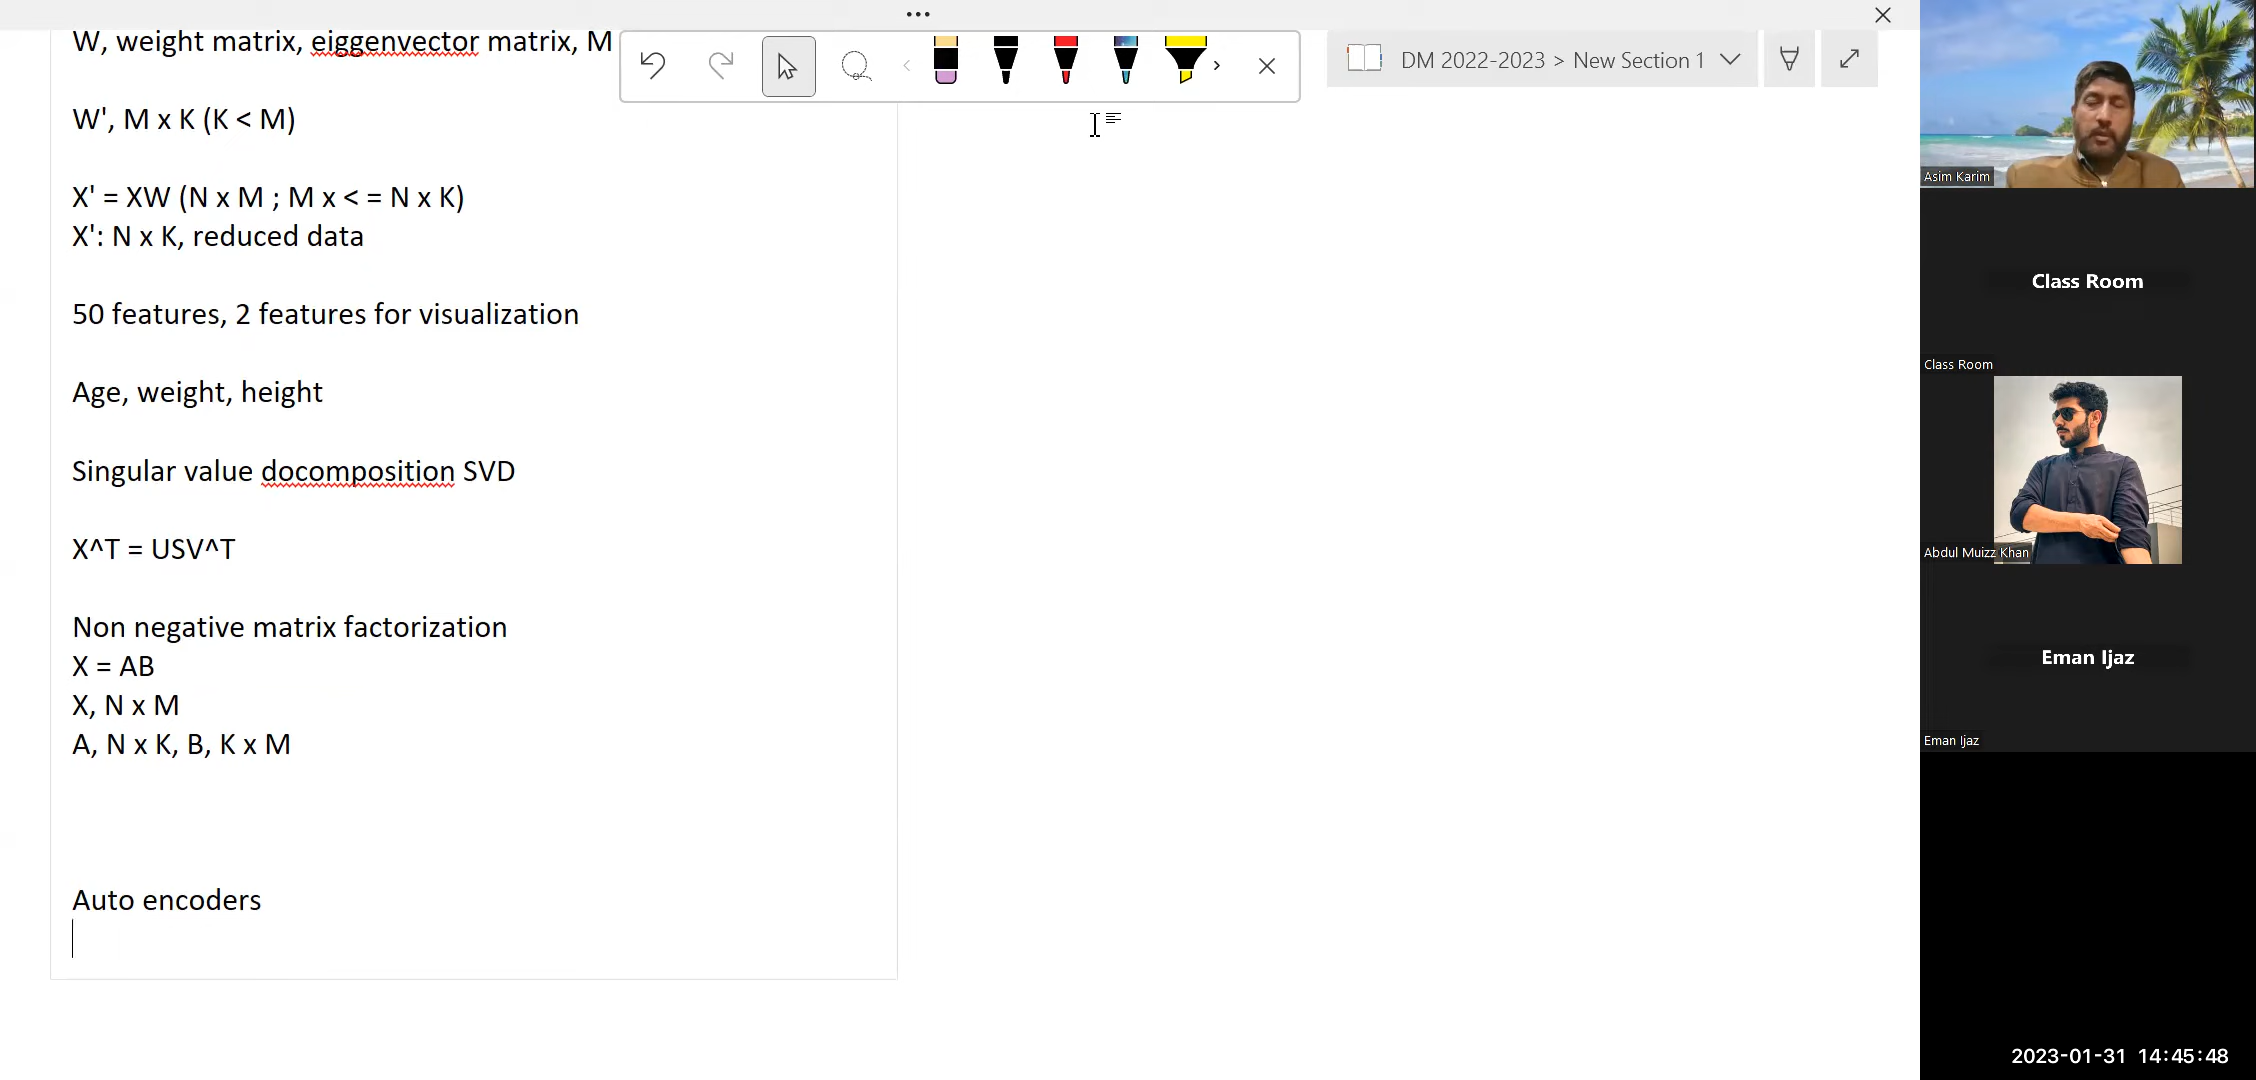 W, weight matrix, eiggenvector matrix, M
W', M x K (K < M)
X' = XW (N x M ; M x < = N x K)
X': N x K, reduced data
50 features, 2 features for visualization
Age, weight, height
Singular value docomposition SVD
X^T = USV^T
Non negative matrix factorization
X = AB
X, N x M
A, N x K, B, K x M
Auto encoders
DM 2022-2023 > New Section 1
Asim Karim
Class Room
Class Room
Abdul Muizz Khan
Eman Ijaz
Eman Ijaz
2023-01-31 14:45:48